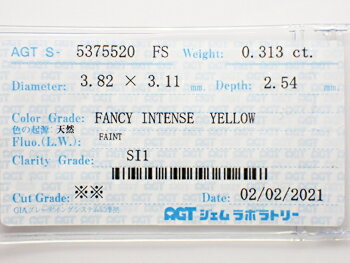 AGT S- 5375520 FS Weight: 0.313 ct.
Diameter: 3.82 × 3.11 mm. Depth: 2.54 mm.
Color Grade: FANCY INTENSE YELLOW
色の起源: 天然
Fluo.(L.W.): FAINT
Clarity Grade: SI1
Cut Grade: ※※ Date: 02/02/2021
GIAグレーディングシステムに準拠 AGT ジェム ラボラトリー